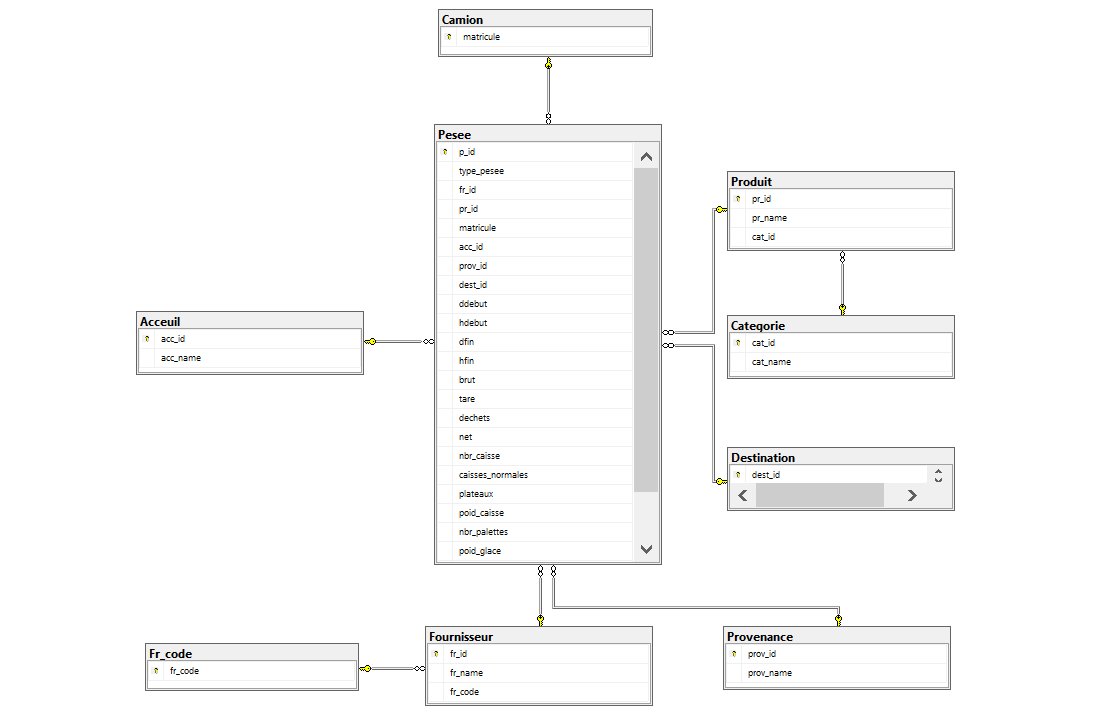 Camion
matricule
Pesee
p_id
type_pesee
fr_id
pr_id
matricule
acc_id
prov_id
dest_id
ddebut
hdebut
dfin
hfin
brut
tare
dechets
net
nbr_caisse
caisses_normales
plateaux
poid_caisse
nbr_palettes
poid_glace
Produit
pr_id
pr_name
cat_id
Acceuil
acc_id
acc_name
Categorie
cat_id
cat_name
Destination
dest_id
Fr_code
fr_code
Fournisseur
fr_id
fr_name
fr_code
Provenance
prov_id
prov_name